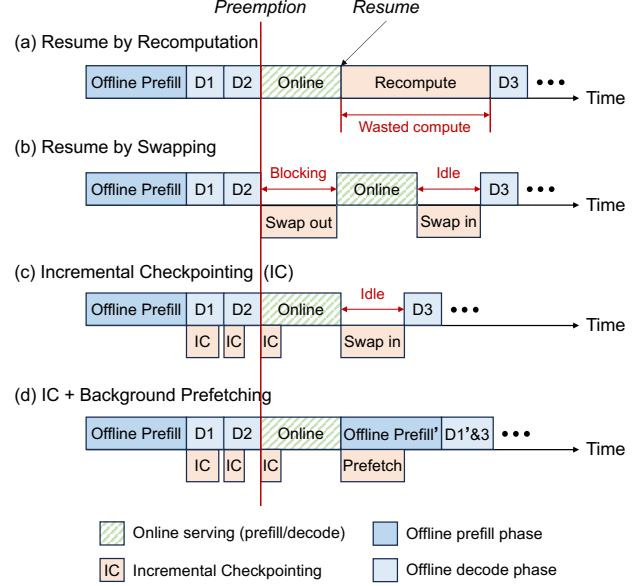 Preemption Resume
(a) Resume by Recomputation
Offline Prefill D1 D2 Online Recompute D3 •••
Time
Wasted compute
(b) Resume by Swapping
Blocking Idle
Offline Prefill D1 D2 Online D3 •••
Time
Swap out Swap in
(c) Incremental Checkpointing (IC)
Idle
Offline Prefill D1 D2 Online D3 •••
Time
IC IC IC Swap in
(d) IC + Background Prefetching
Offline Prefill D1 D2 Online Offline Prefill' D1'&3 •••
Time
IC IC IC Prefetch
Online serving (prefill/decode) Offline prefill phase
IC Incremental Checkpointing Offline decode phase